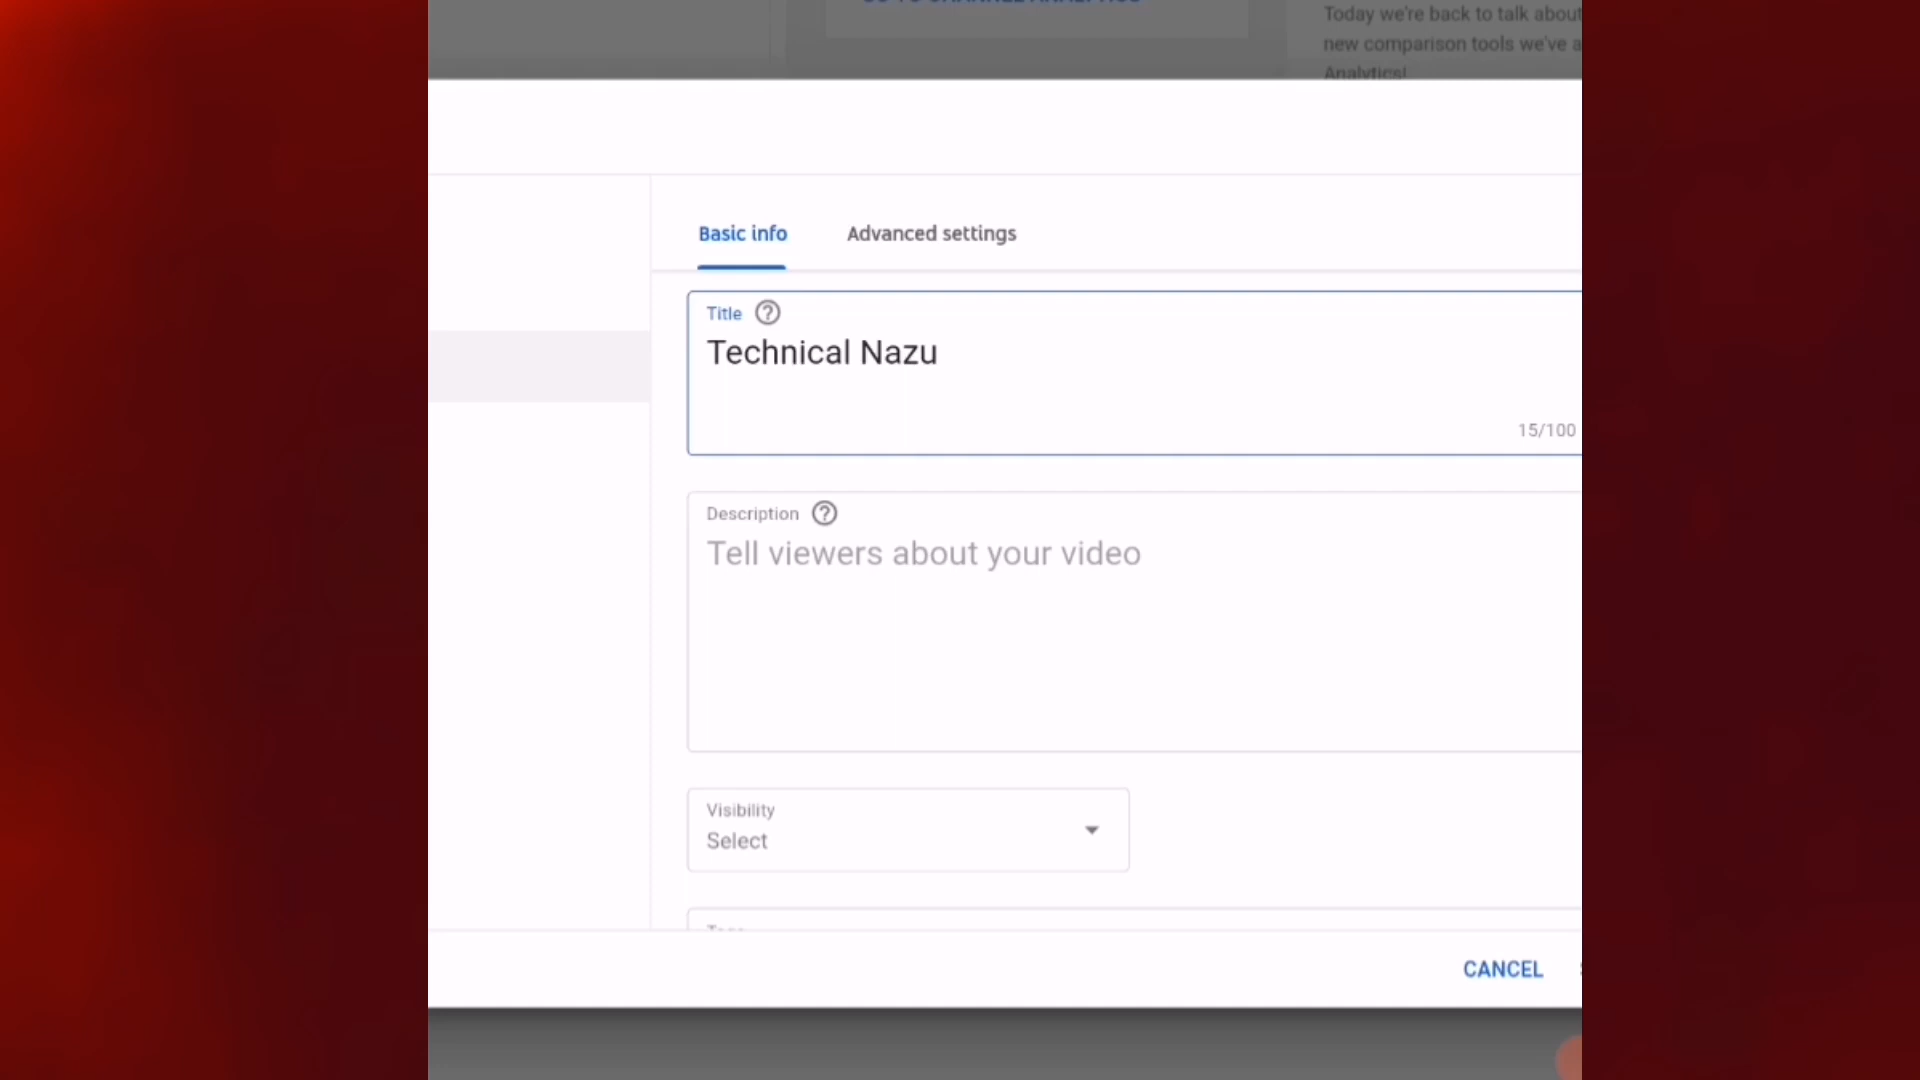 Today we're back to talk about
new comparison tools we've a
Analytics!
Basic info
Advanced settings
Title
Technical Nazu
15/100
Description
Tell viewers about your video
Visibility
Select
CANCEL